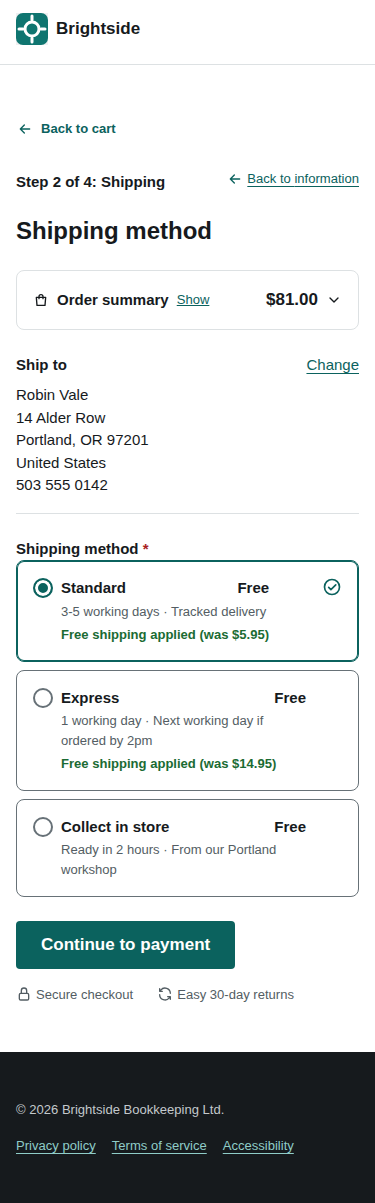 Brightside
Back to cart
Step 2 of 4: Shipping
Back to information
Shipping method
Order summary Show $81.00
Ship to Change
Robin Vale
14 Alder Row
Portland, OR 97201
United States
503 555 0142
Shipping method *
Standard Free
3-5 working days · Tracked delivery
Free shipping applied (was $5.95)
Express Free
1 working day · Next working day if
ordered by 2pm
Free shipping applied (was $14.95)
Collect in store Free
Ready in 2 hours · From our Portland
workshop
Continue to payment
Secure checkout Easy 30-day returns
© 2026 Brightside Bookkeeping Ltd.
Privacy policy Terms of service Accessibility